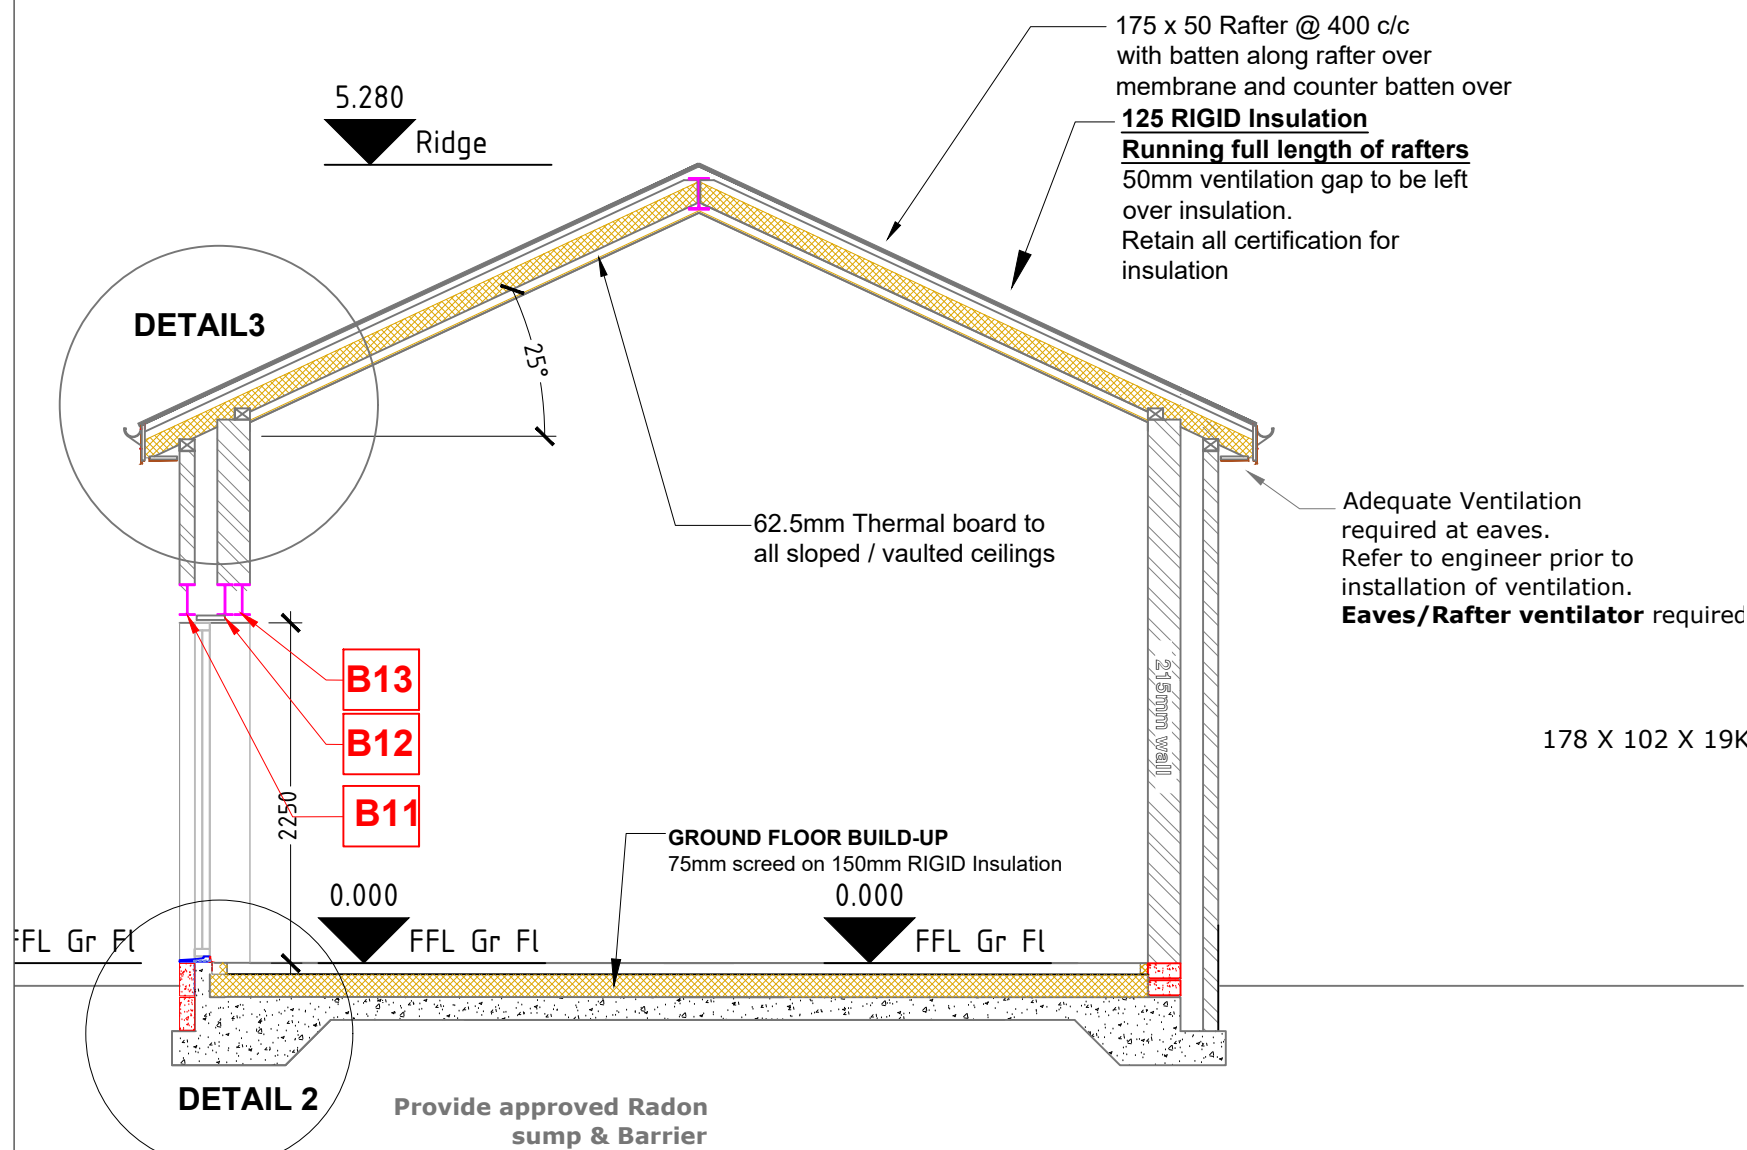 175 x 50 Rafter @ 400 c/c
with batten along rafter over
membrane and counter batten over
125 RIGID Insulation
Running full length of rafters
50mm ventilation gap to be left
over insulation.
Retain all certification for
insulation
5.280
Ridge
DETAIL3
25°
62.5mm Thermal board to
all sloped / vaulted ceilings
Adequate Ventilation
required at eaves.
Refer to engineer prior to
installation of ventilation.
Eaves/Rafter ventilator required
B13
B12
B11
2250
215mm wall
178 X 102 X 19K
GROUND FLOOR BUILD-UP
75mm screed on 150mm RIGID Insulation
0.000
FFL Gr Fl
0.000
FFL Gr Fl
FFL Gr Fl
DETAIL 2
Provide approved Radon
sump & Barrier